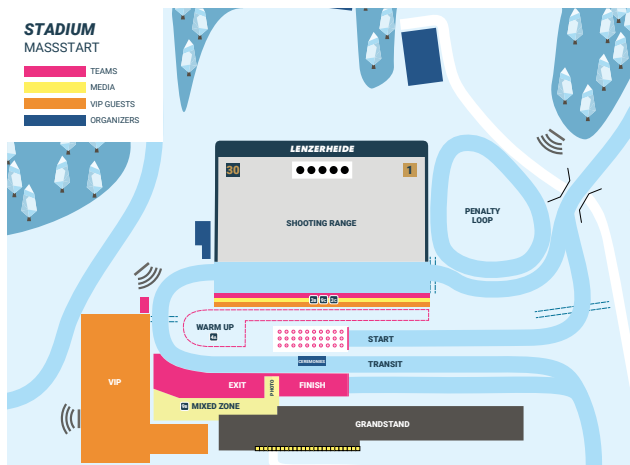 STADIUM
MASSSTART
TEAMS
MEDIA
VIP GUESTS
ORGANIZERS
LENZERHEIDE
30
1
SHOOTING RANGE
PENALTY
LOOP
WARM UP
START
CEREMONIES
TRANSIT
VIP
EXIT
PHOTO
FINISH
MIXED ZONE
GRANDSTAND